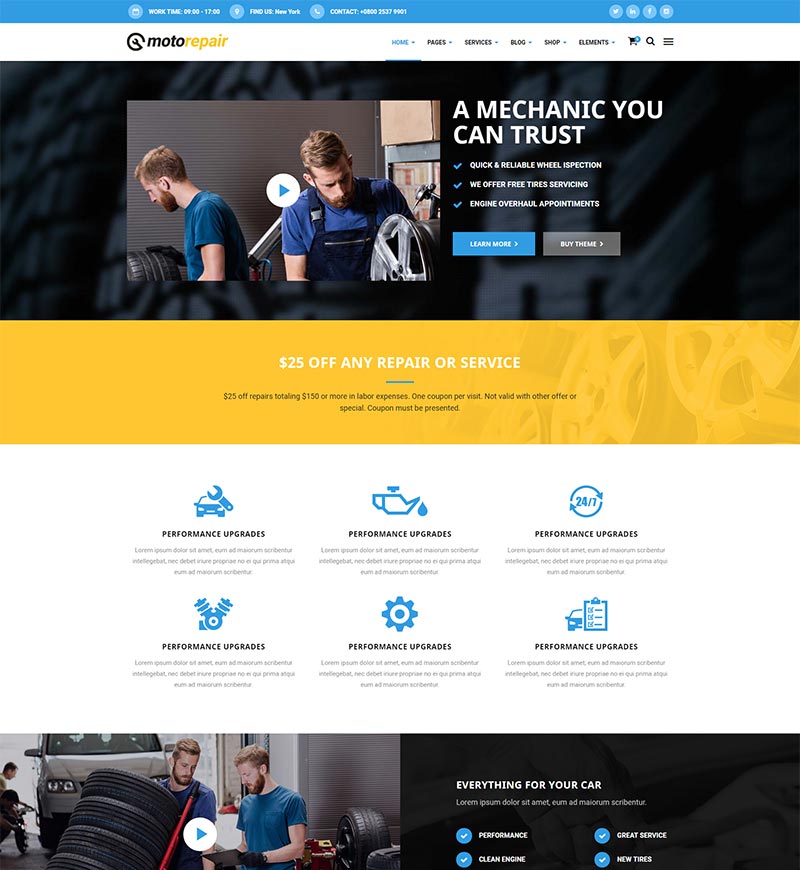 WORK TIME: 09:00 - 17:00 FIND US: New York CONTACT: +0800 2537 9901
motorepair
HOME PAGES SERVICES BLOG SHOP ELEMENTS
A MECHANIC YOU
CAN TRUST
QUICK & RELIABLE WHEEL ISPECTION
WE OFFER FREE TIRES SERVICING
ENGINE OVERHAUL APPOINTIMENTS
LEARN MORE BUY THEME
$25 OFF ANY REPAIR OR SERVICE
$25 off repairs totaling $150 or more in labor expenses. One coupon per visit. Not valid with other offer or
special. Coupon must be presented.
24/7
PERFORMANCE UPGRADES PERFORMANCE UPGRADES PERFORMANCE UPGRADES
Lorem ipsum dolor sit amet, eum ad maiorum scribentur Lorem ipsum dolor sit amet, eum ad maiorum scribentur Lorem ipsum dolor sit amet, eum ad maiorum scribentur
intellegebat, nec debet iriure propriae no ei qui prima atqui intellegebat, nec debet iriure propriae no ei qui prima atqui intellegebat, nec debet iriure propriae no ei qui prima atqui
eum ad maiorum scribentur. eum ad maiorum scribentur. eum ad maiorum scribentur.
PERFORMANCE UPGRADES PERFORMANCE UPGRADES PERFORMANCE UPGRADES
Lorem ipsum dolor sit amet, eum ad maiorum scribentur Lorem ipsum dolor sit amet, eum ad maiorum scribentur Lorem ipsum dolor sit amet, eum ad maiorum scribentur
intellegebat, nec debet iriure propriae no ei qui prima atqui intellegebat, nec debet iriure propriae no ei qui prima atqui intellegebat, nec debet iriure propriae no ei qui prima atqui
eum ad maiorum scribentur. eum ad maiorum scribentur. eum ad maiorum scribentur.
EVERYTHING FOR YOUR CAR
Lorem ipsum dolor sit amet, eum ad maiorum scribentur.
PERFORMANCE GREAT SERVICE
CLEAN ENGINE NEW TIRES